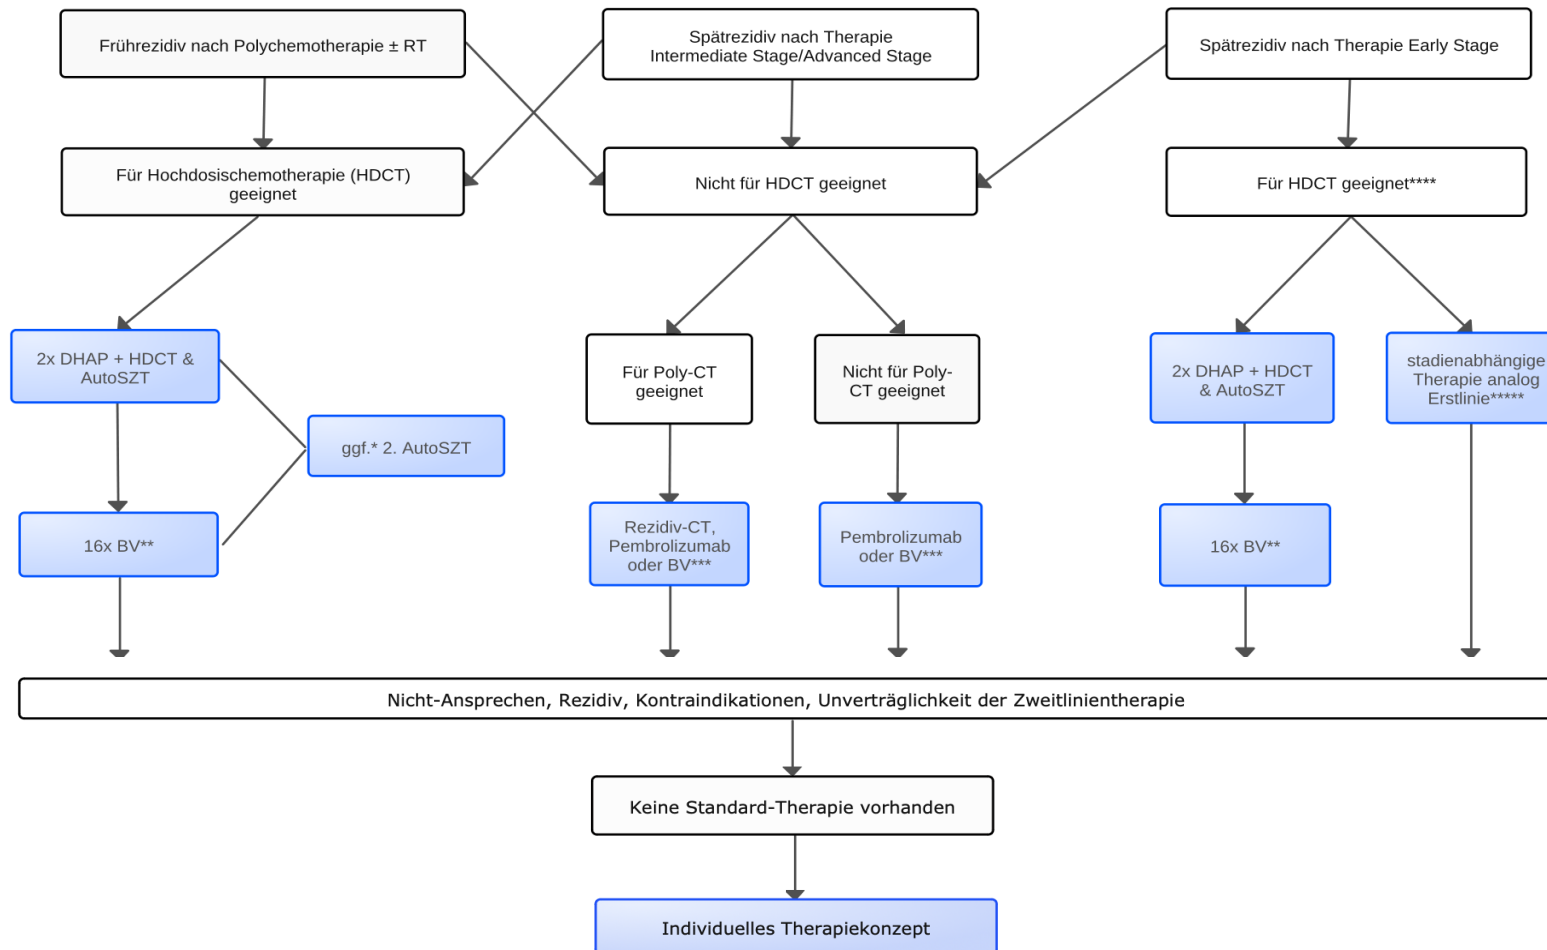 Frührezidiv nach Polychemotherapie ± RT
Spätrezidiv nach Therapie
Intermediate Stage/Advanced Stage
Spätrezidiv nach Therapie Early Stage
Für Hochdosischemotherapie (HDCT)
geeignet
Nicht für HDCT geeignet
Für HDCT geeignet****
2x DHAP + HDCT &
AutoSZT
ggf.* 2. AutoSZT
16x BV**
Für Poly-CT
geeignet
Nicht für Poly-
CT geeignet
Rezidiv-CT,
Pembrolizumab
oder BV***
Pembrolizumab
oder BV***
2x DHAP + HDCT
& AutoSZT
stadienabhängige
Therapie analog
Erstlinie*****
16x BV**
Nicht-Ansprechen, Rezidiv, Kontraindikationen, Unverträglichkeit der Zweitlinientherapie
Keine Standard-Therapie vorhanden
Individuelles Therapiekonzept